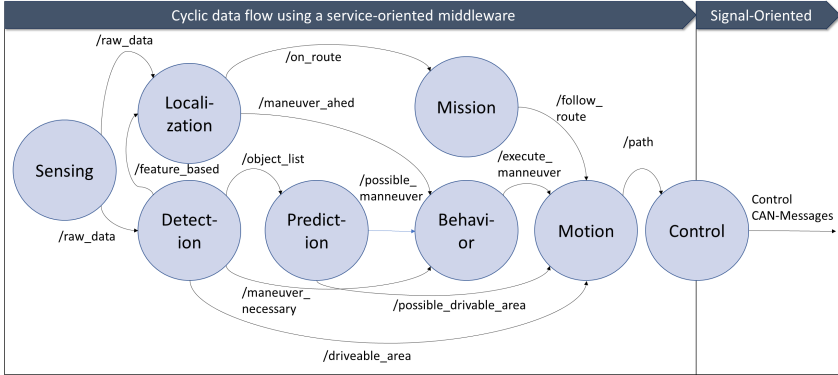 Cyclic data flow using a service-oriented middleware
Signal-Oriented
/raw_data
/on_route
Locali-
zation
/maneuver_ahed
Mission
/follow_
route
Sensing
/feature_based
/object_list
/possible_
maneuver
/execute_
maneuver
/path
/raw_data
Detect-
ion
Predict-
ion
Behavi-
or
Motion
Control
Control
CAN-Messages
/maneuver_
necessary
/possible_drivable_area
/driveable_area